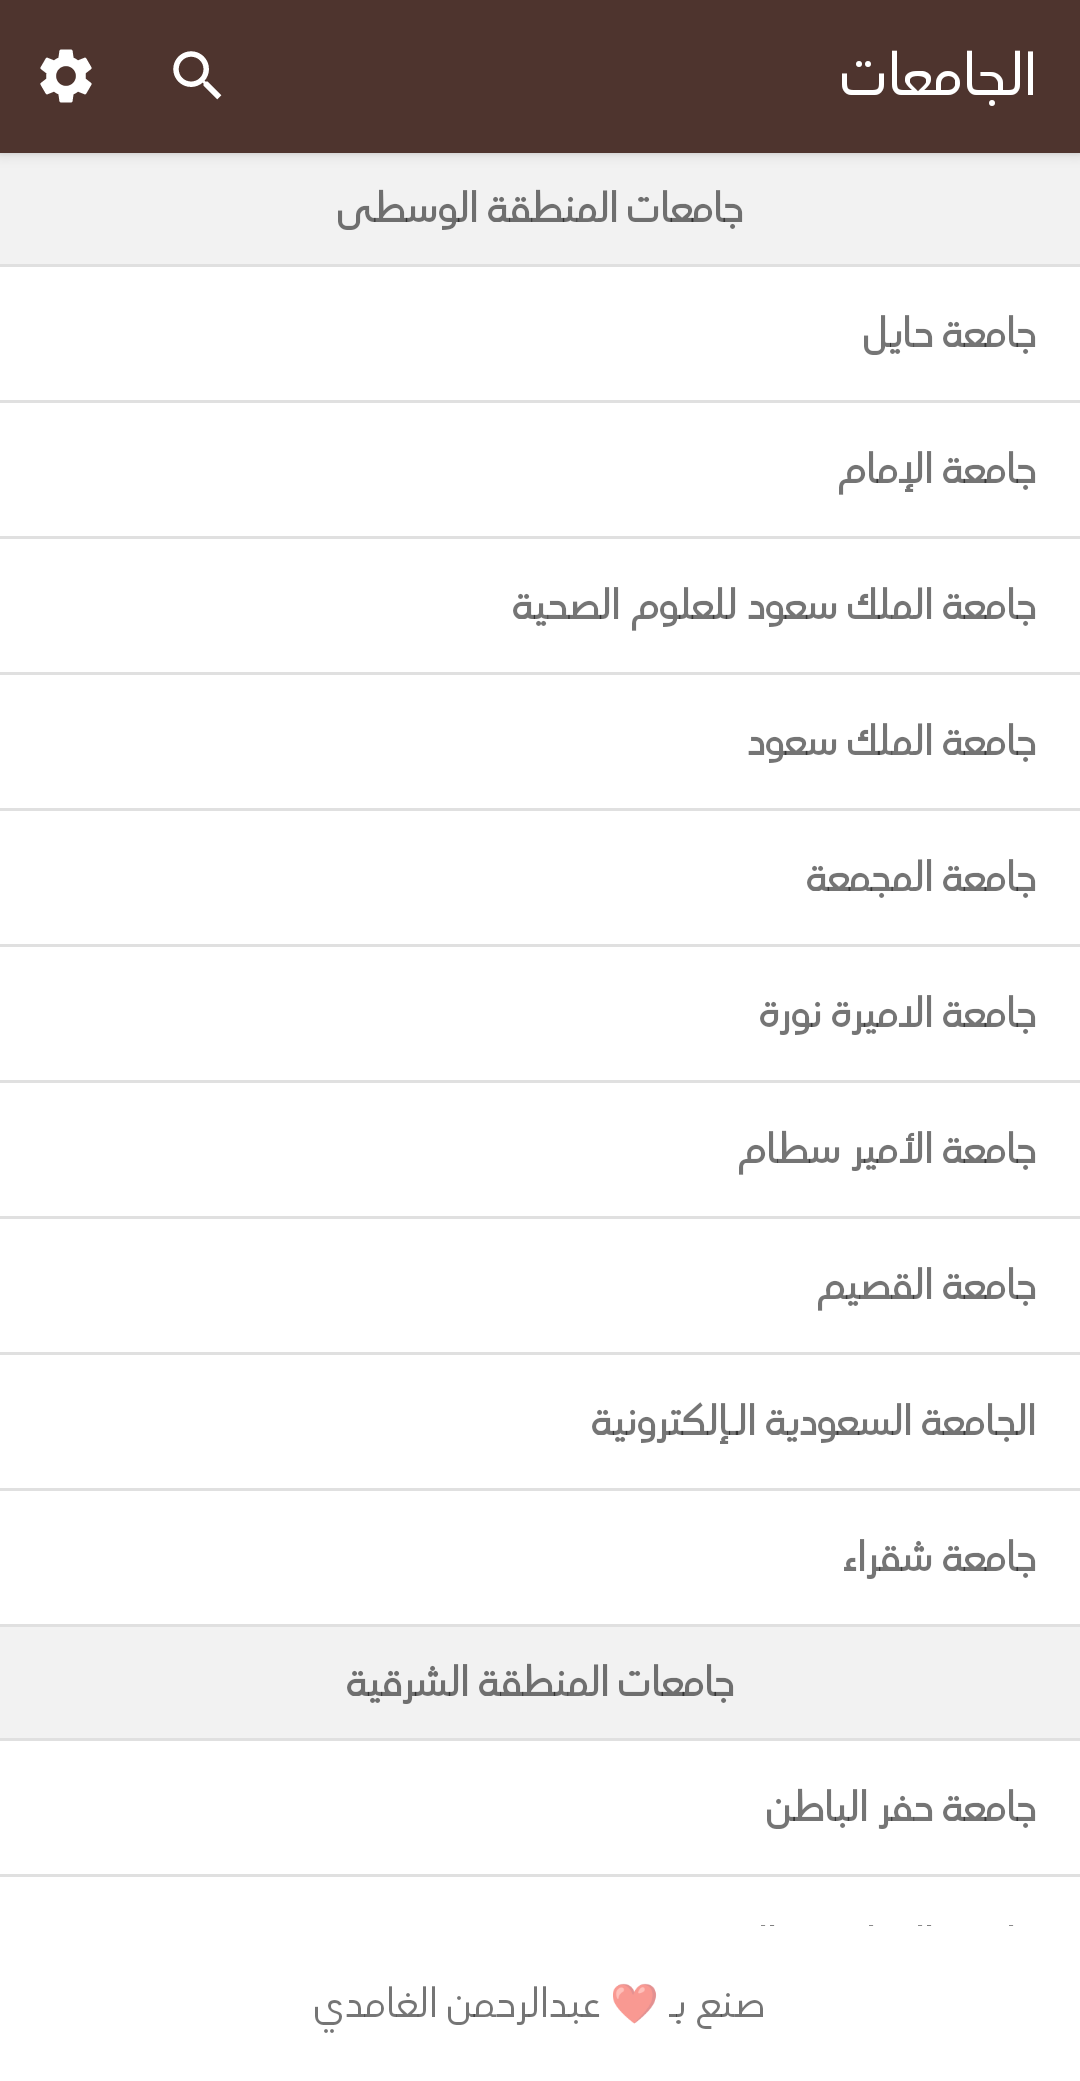 الجامعات
جامعات المنطقة الوسطى
جامعة حايل
جامعة الإمام
جامعة الملك سعود للعلوم الصحية
جامعة الملك سعود
جامعة المجمعة
جامعة الاميرة نورة
جامعة الأمير سطام
جامعة القصيم
الجامعة السعودية الإلكترونية
جامعة شقراء
جامعات المنطقة الشرقية
جامعة حفر الباطن
صنع بـ ❤️ عبدالرحمن الغامدي